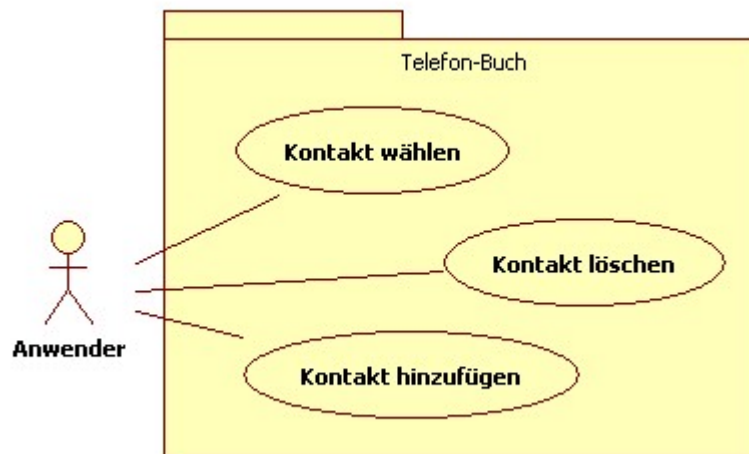 Telefon-Buch
Kontakt wählen
Kontakt löschen
Anwender
Kontakt hinzufügen